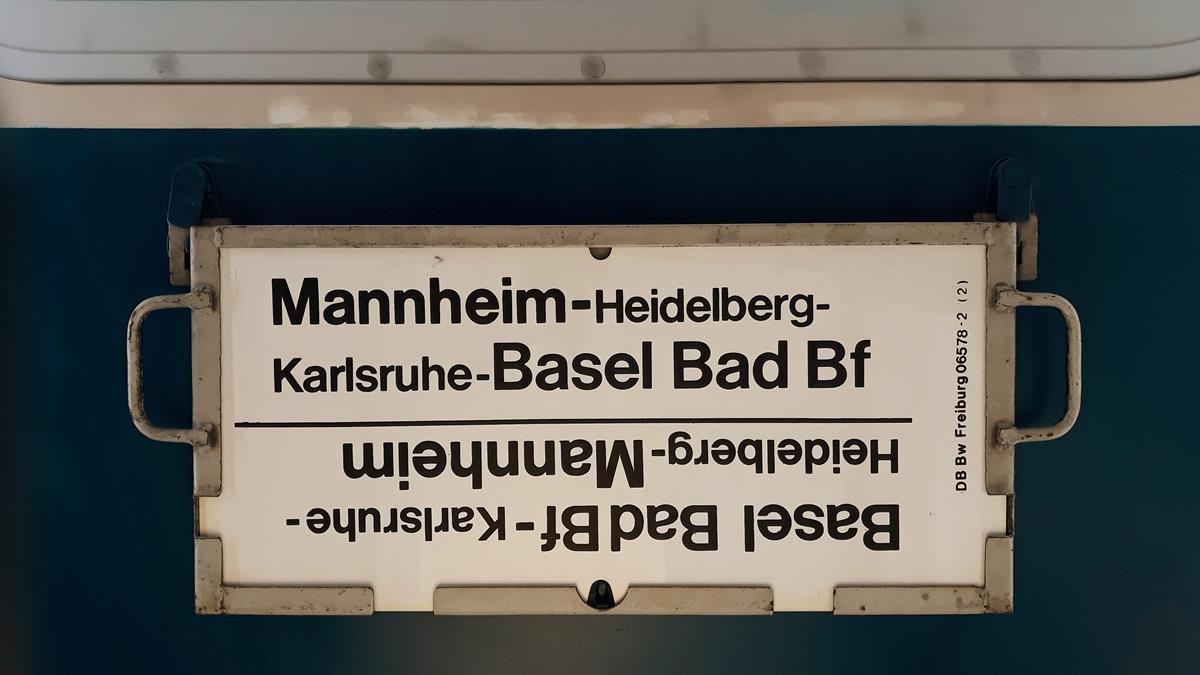 Mannheim-Heidelberg-
Karlsruhe-Basel Bad Bf
Basel Bad Bf-Karlsruhe-
Heidelberg-Mannheim
DB Bw Freiburg 06578-2 (2)